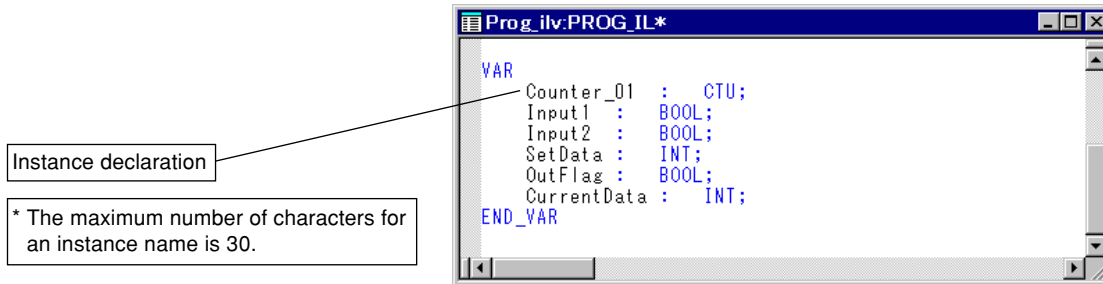 Prog_ilv:PROG_IL*
VAR
Counter_01 : CTU;
Input1 : BOOL;
Input2 : BOOL;
SetData : INT;
OutFlag : BOOL;
CurrentData : INT;
END_VAR
Instance declaration
* The maximum number of characters for
an instance name is 30.